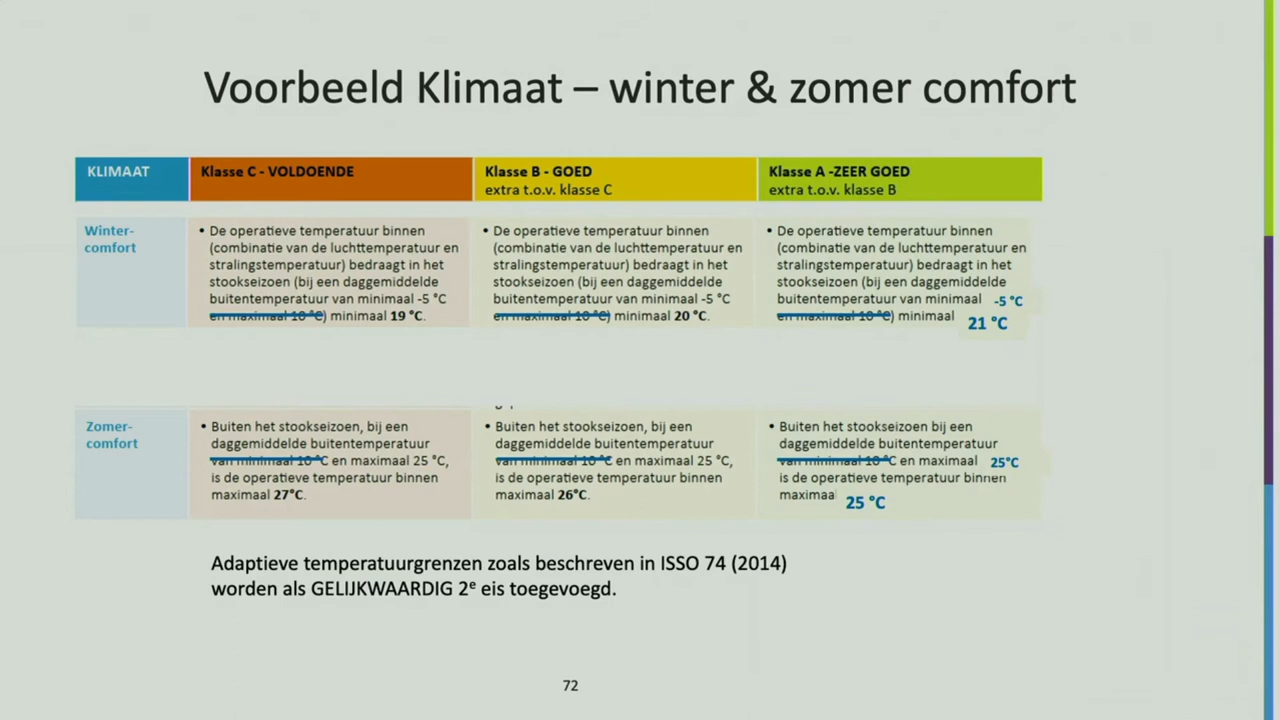 Voorbeeld Klimaat – winter & zomer comfort
KLIMAAT
Klasse C - VOLDOENDE
Klasse B - GOED
extra t.o.v. klasse C
Klasse A -ZEER GOED
extra t.o.v. klasse B
Winter-
comfort
• De operatieve temperatuur binnen
(combinatie van de luchttemperatuur en
stralingstemperatuur) bedraagt in het
stookseizoen (bij een daggemiddelde
buitentemperatuur van minimaal -5 °C
en maximaal 10 °C) minimaal 19 °C.
• De operatieve temperatuur binnen
(combinatie van de luchttemperatuur en
stralingstemperatuur) bedraagt in het
stookseizoen (bij een daggemiddelde
buitentemperatuur van minimaal -5 °C
en maximaal 10 °C) minimaal 20 °C.
• De operatieve temperatuur binnen
(combinatie van de luchttemperatuur en
stralingstemperatuur) bedraagt in het
stookseizoen (bij een daggemiddelde
buitentemperatuur van minimaal -5 °C
en maximaal 10 °C) minimaal 21 °C
Zomer-
comfort
• Buiten het stookseizoen, bij een
daggemiddelde buitentemperatuur
van minimaal 10 °C en maximaal 25 °C,
is de operatieve temperatuur binnen
maximaal 27°C.
• Buiten het stookseizoen, bij een
daggemiddelde buitentemperatuur
van minimaal 10 °C en maximaal 25 °C,
is de operatieve temperatuur binnen
maximaal 26°C.
• Buiten het stookseizoen bij een
daggemiddelde buitentemperatuur
van minimaal 10 °C en maximaal 25°C
is de operatieve temperatuur binnen
maximaal 25 °C
Adaptieve temperatuurgrenzen zoals beschreven in ISSO 74 (2014)
worden als GELIJKWAARDIG 2e eis toegevoegd.
72